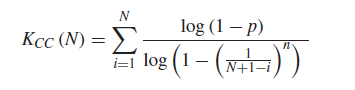 K_{CC} (N) = \sum_{i=1}^{N} \frac{\log (1 - p)}{\log \left( 1 - \left( \frac{1}{N+1-i} \right)^{n} \right)}